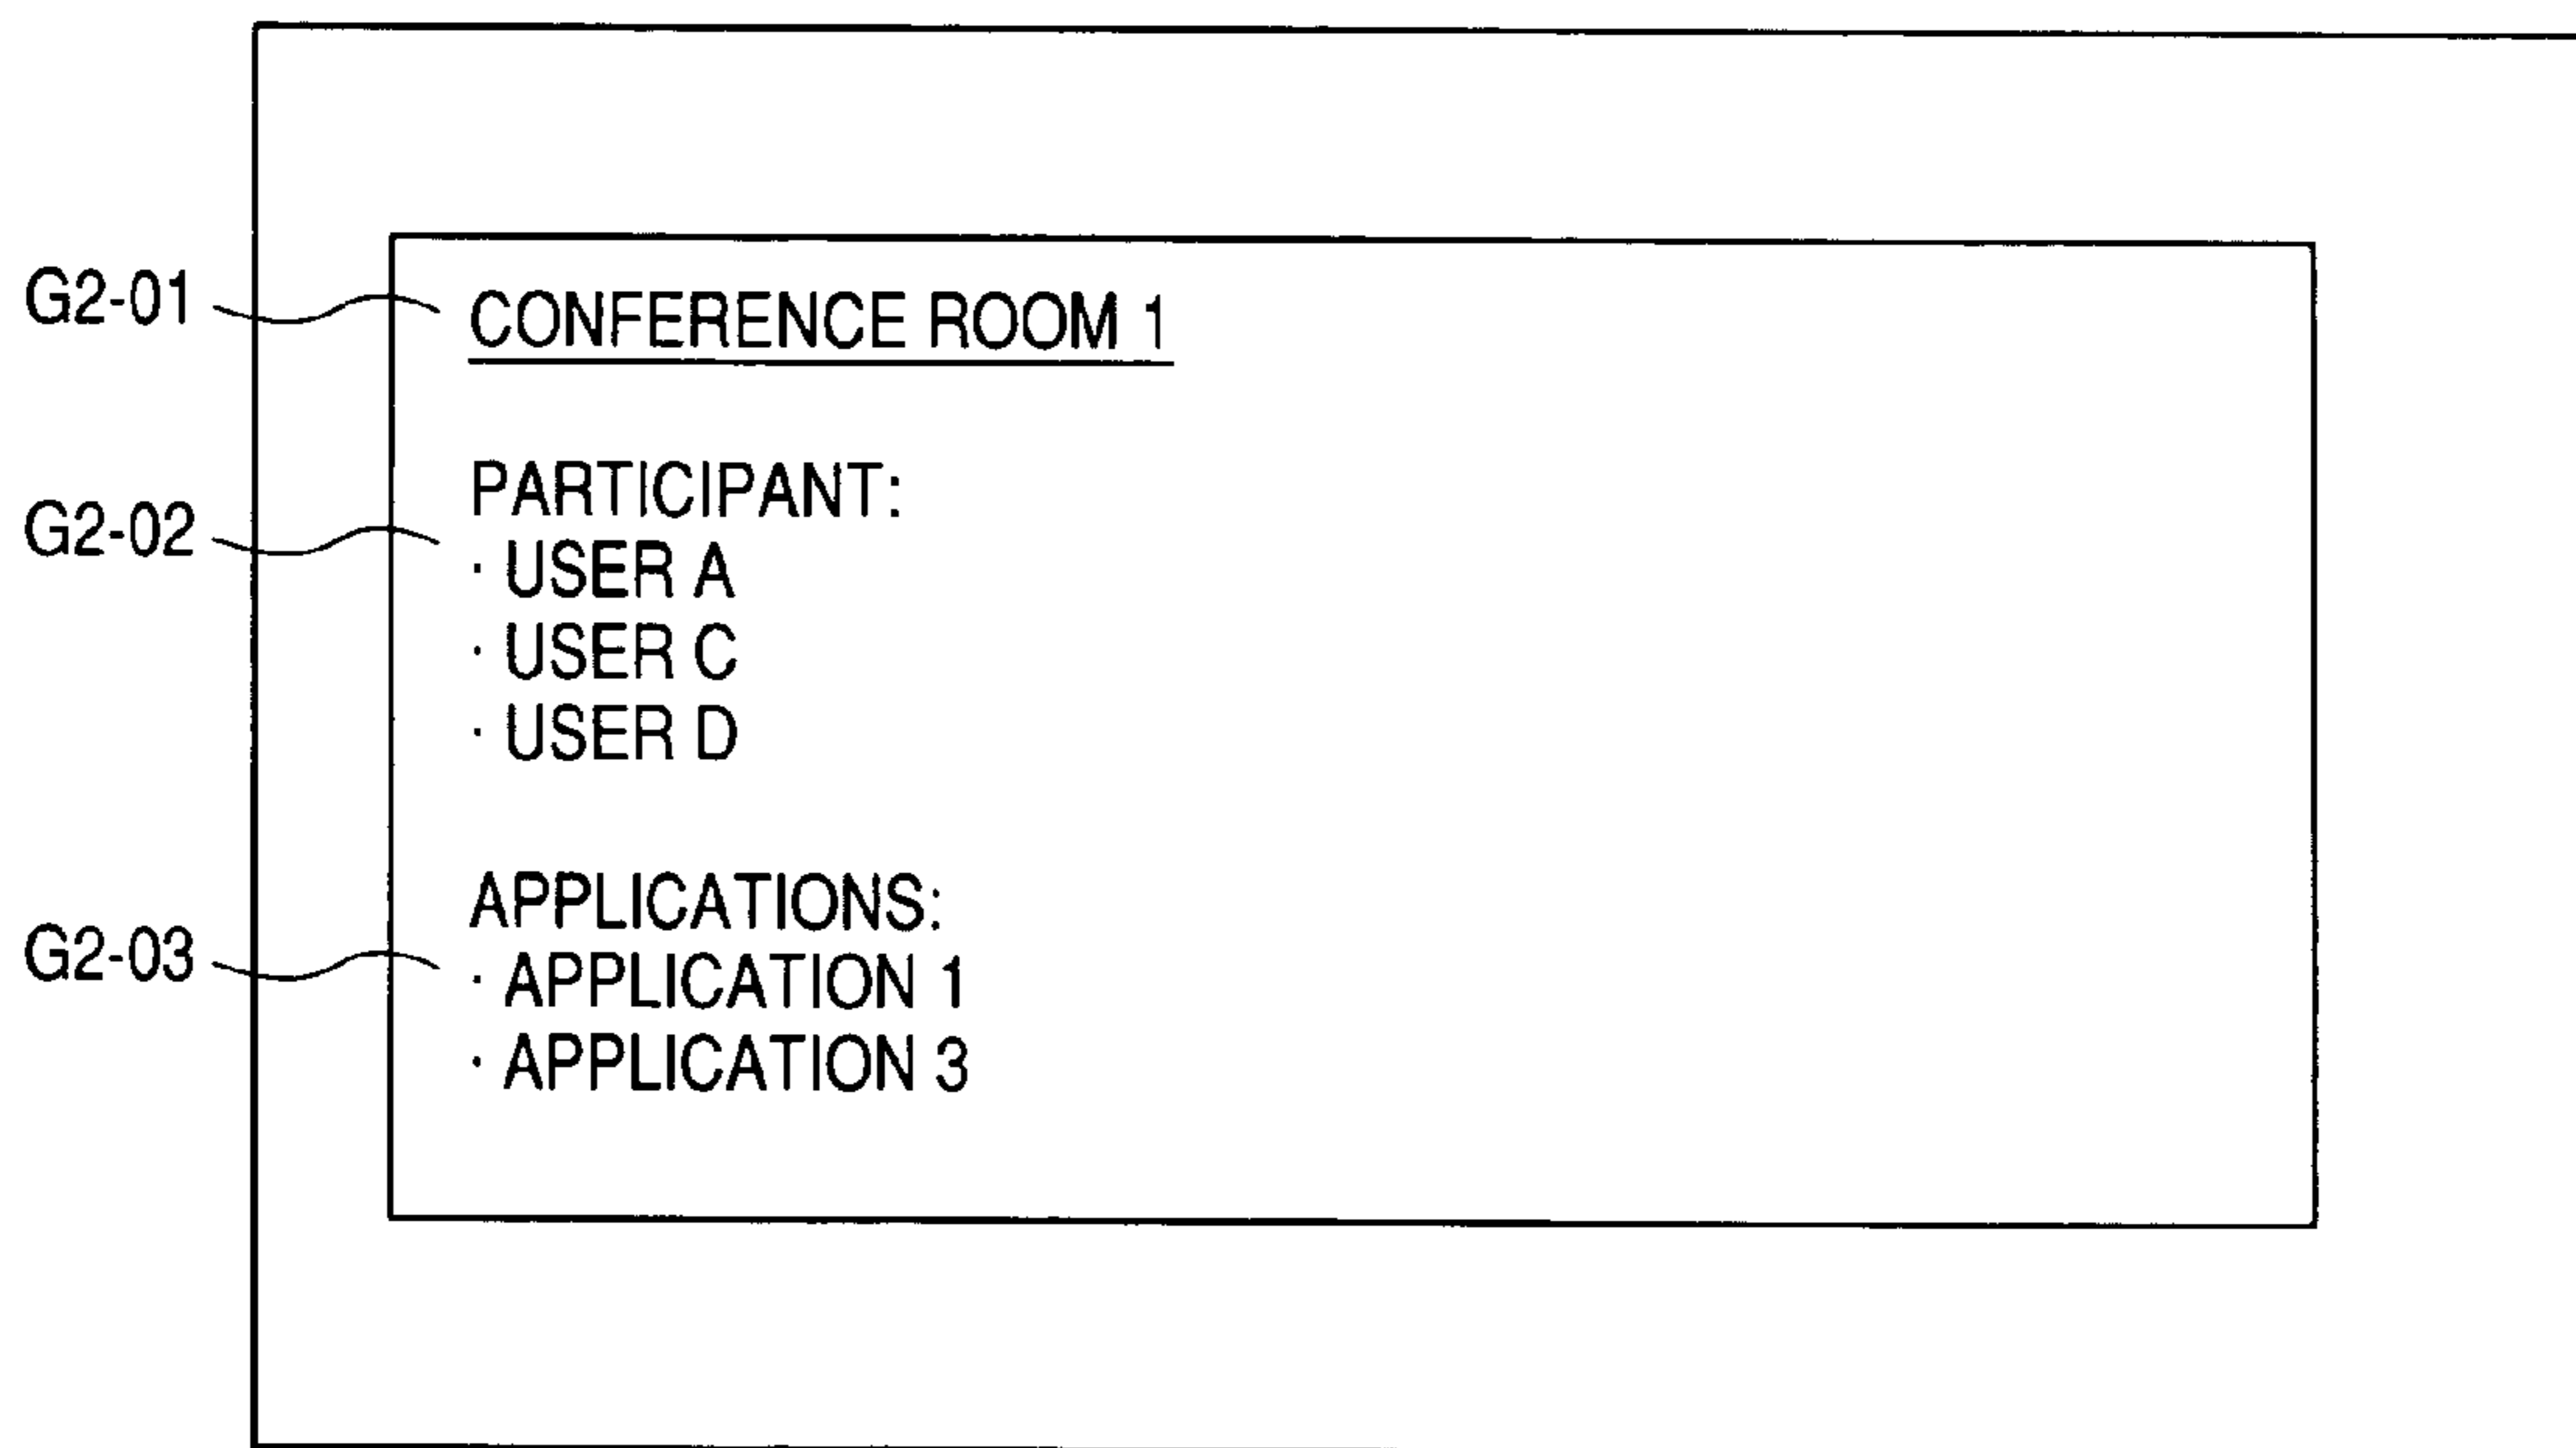 G2-01 CONFERENCE ROOM 1
PARTICIPANT:
G2-02
· USER A
· USER C
· USER D
APPLICATIONS:
G2-03
· APPLICATION 1
· APPLICATION 3